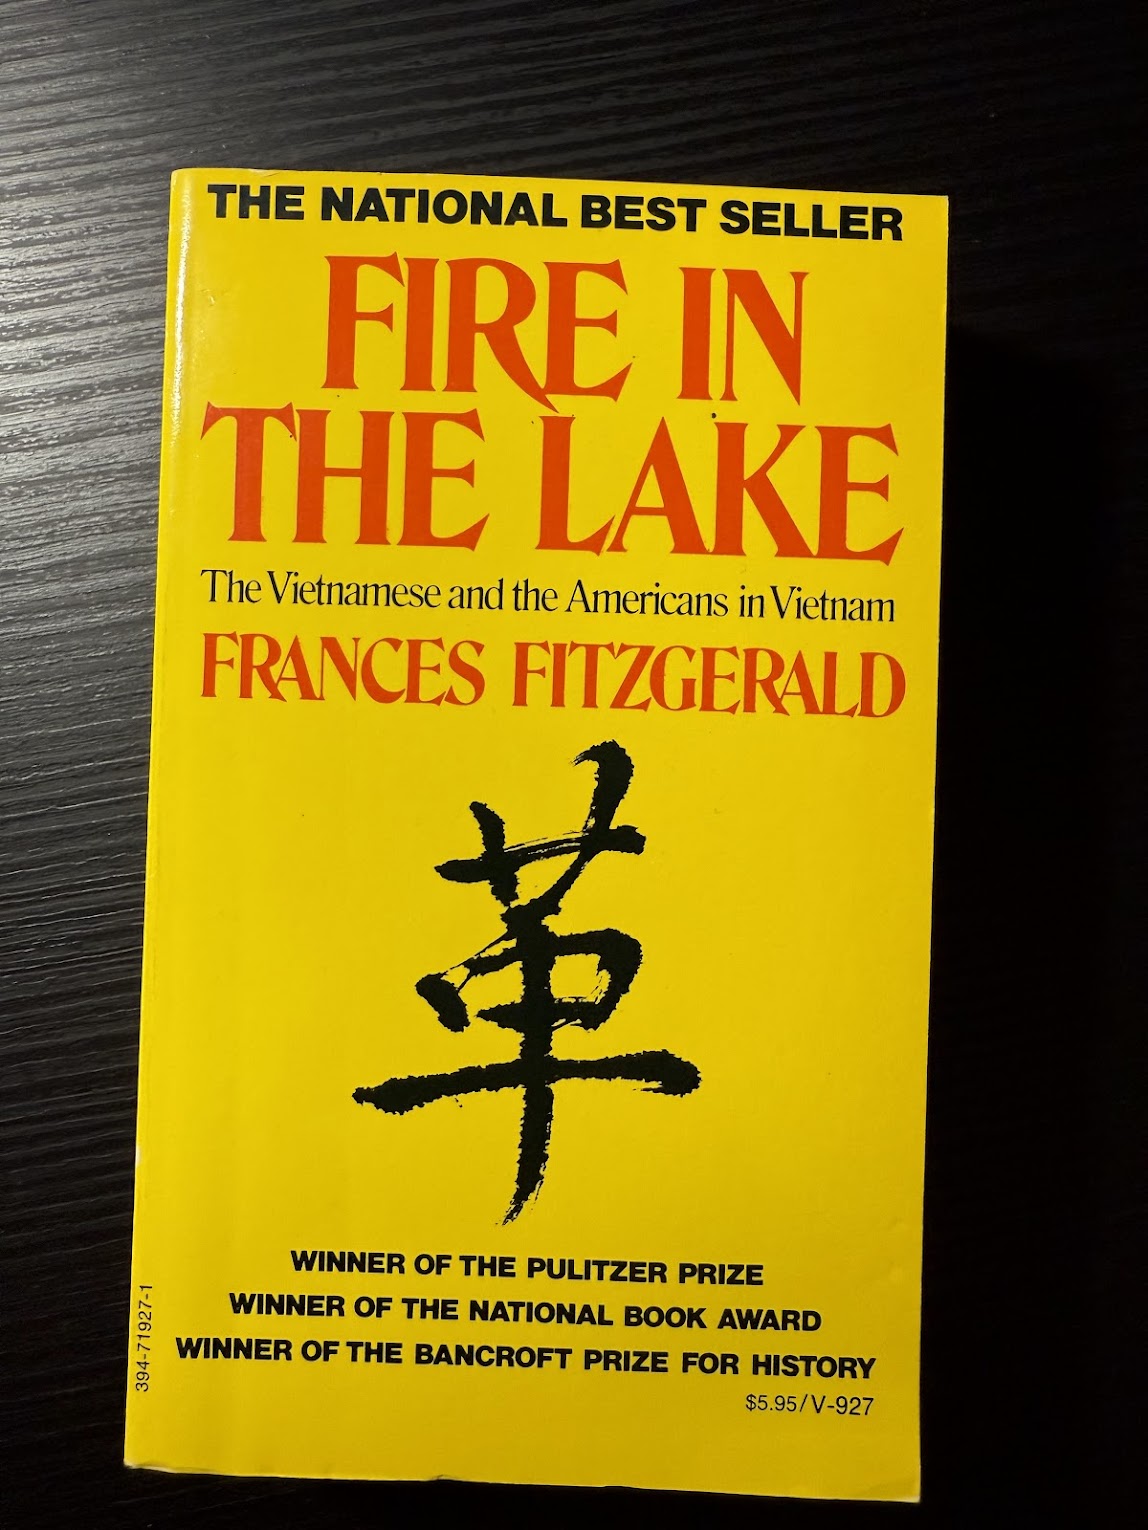 THE NATIONAL BEST SELLER
FIRE IN
THE LAKE
The Vietnamese and the Americans in Vietnam
FRANCES FITZGERALD
革
WINNER OF THE PULITZER PRIZE
WINNER OF THE NATIONAL BOOK AWARD
WINNER OF THE BANCROFT PRIZE FOR HISTORY
$5.95/V-927
394-71927-1